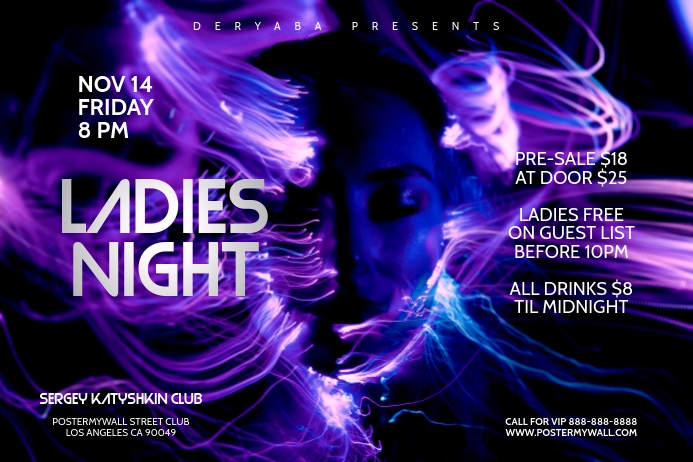 DERYABA PRESENTS
NOV 14
FRIDAY
8 PM
LADIES
NIGHT
PRE-SALE $18
AT DOOR $25
LADIES FREE
ON GUEST LIST
BEFORE 10PM
ALL DRINKS $8
TIL MIDNIGHT
SERGEY KATYSHKIN CLUB
POSTERMYWALL STREET CLUB
LOS ANGELES CA 90049
CALL FOR VIP 888-888-8888
WWW.POSTERMYWALL.COM